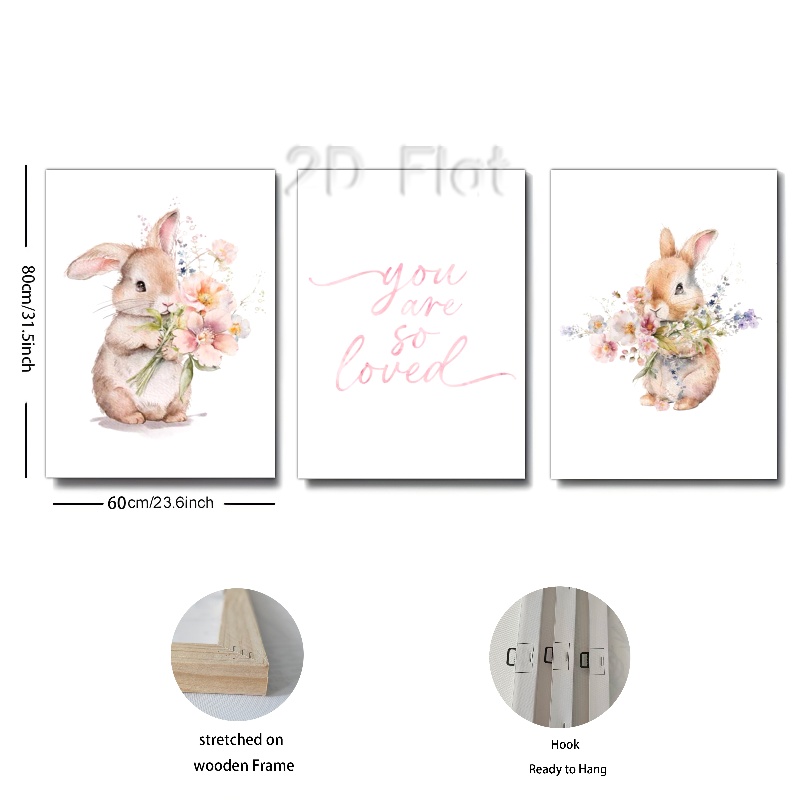 2D Flat
80cm/31.5inch
you
are
so
loved
60cm/23.6inch
stretched on
wooden Frame
Hook
Ready to Hang